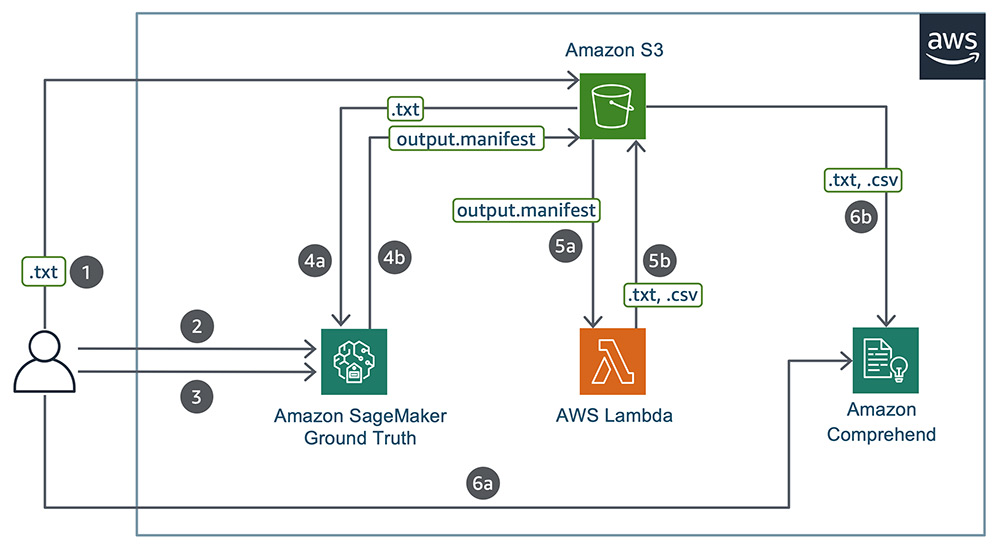 aws
Amazon S3
.txt
output.manifest
.txt, .csv
output.manifest
6b
4a
4b
5a
5b
.txt
1
.txt, .csv
2
3
Amazon SageMaker
Ground Truth
AWS Lambda
Amazon
Comprehend
6a